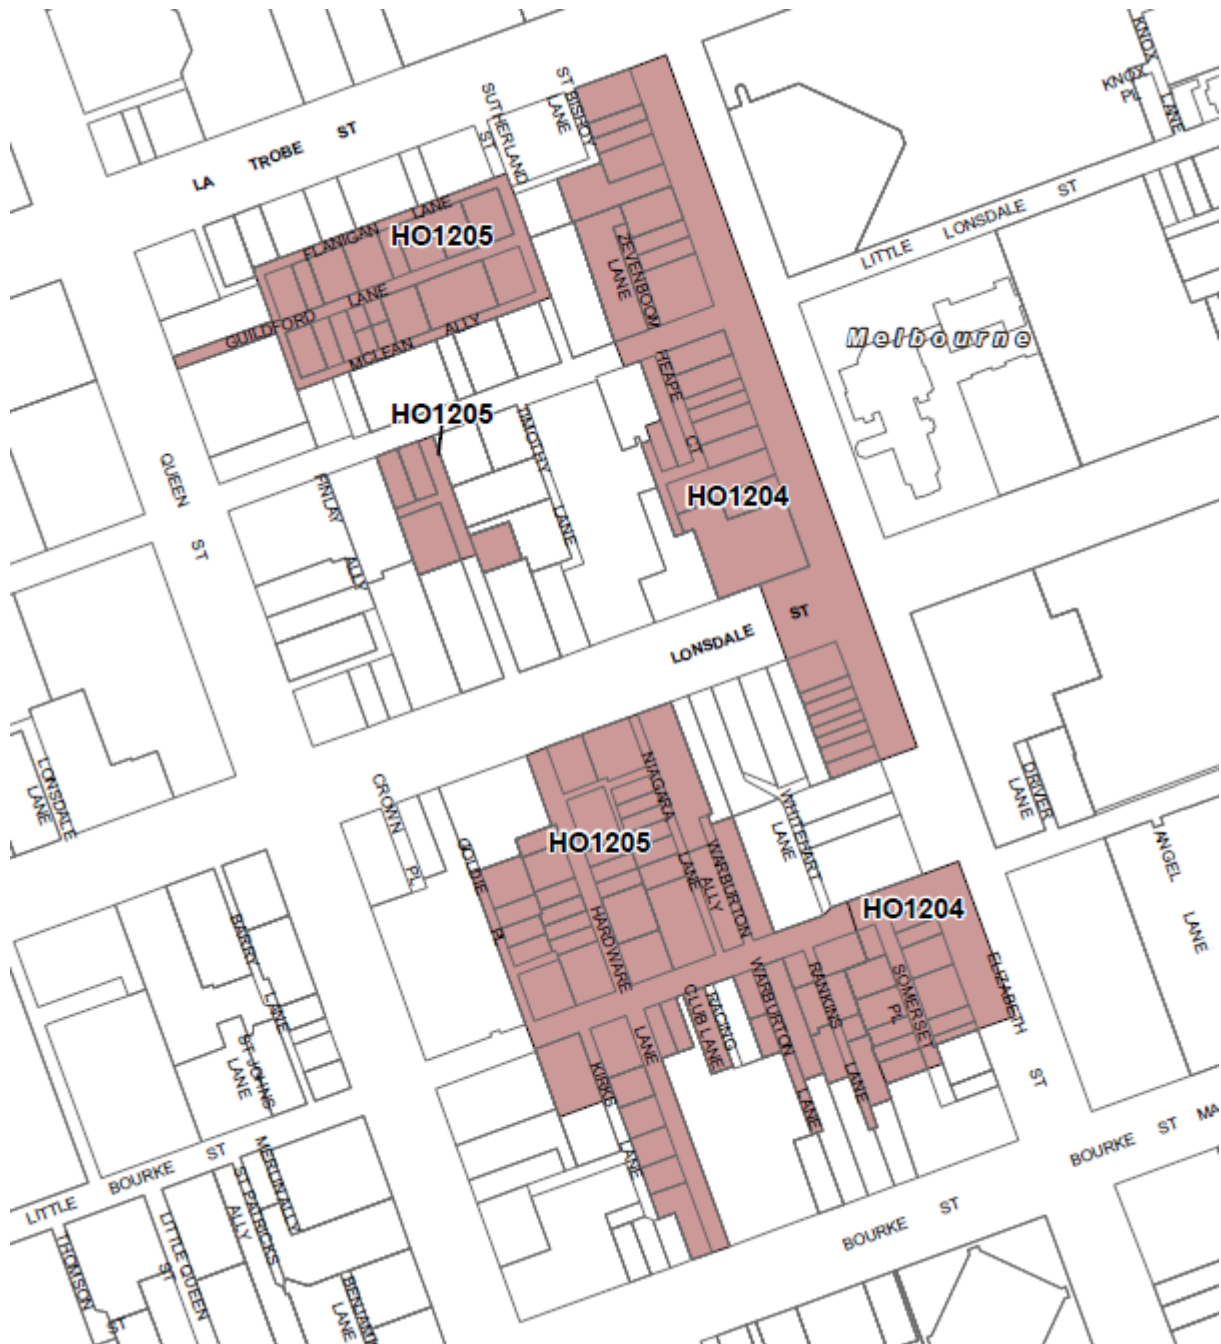 KNOX
PL
KNOX
LANE
LA TROBE ST
SUTHERLAND
ST
ST BISHOY
LANE
LITTLE LONSDALE ST
FLANIGAN LANE
HO1205
ZEVENBOOM
LANE
GUILDFORD LANE
MCLEAN ALLY
Melbourne
HEAPE CT
HO1205
TIMOTHY LANE
QUEEN ST
FINLAY ALLY
HO1204
LONSDALE ST
LONSDALE
LANE
CROWN PL
NIAGARA LANE
DRIVER
LANE
WHITEHART
LANE
GOLDIE PL
HO1205
WARBURTON
ALLY
ANGEL LANE
HO1204
HARDWARE LANE
BARRY LANE
ELIZABETH ST
SOMERSET
PL
RANKINS LANE
WARBURTON LANE
RACING
CLUB LANE
KIRKS LANE
ST JOHNS
LANE
LITTLE BOURKE ST
MERLIN ALLY
ST PATRICKS
ALLY
LITTLE QUEEN
ST
THOMSON
ST
BENJAMI
LANE
BOURKE ST
BOURKE ST MA